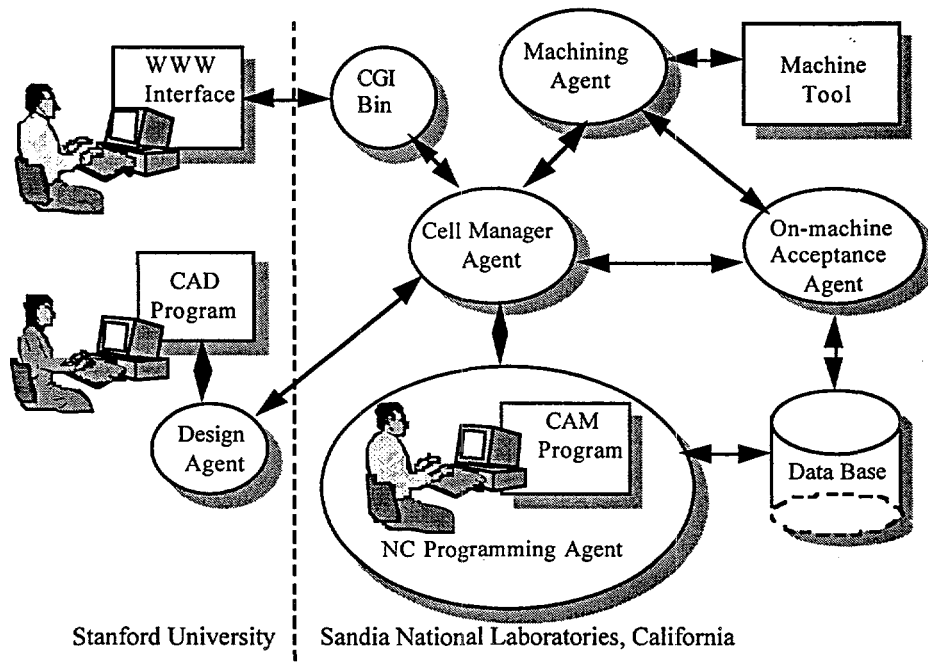 WWW
Interface
CGI
Bin
Machining
Agent
Machine
Tool
CAD
Program
Cell Manager
Agent
On-machine
Acceptance
Agent
Design
Agent
CAM
Program
NC Programming Agent
Data Base
Stanford University
Sandia National Laboratories, California